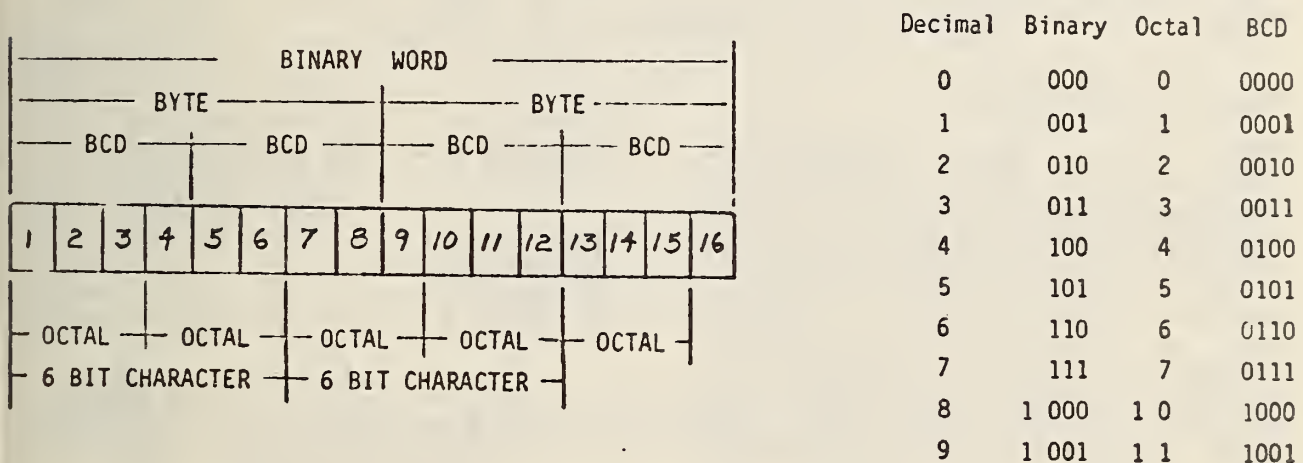 BINARY WORD
BYTE BYTE
BCD BCD BCD BCD
1 2 3 4 5 6 7 8 9 10 11 12 13 14 15 16
OCTAL OCTAL OCTAL OCTAL OCTAL
6 BIT CHARACTER 6 BIT CHARACTER
Decimal Binary Octal BCD
0 000 0 0000
1 001 1 0001
2 010 2 0010
3 011 3 0011
4 100 4 0100
5 101 5 0101
6 110 6 0110
7 111 7 0111
8 1 000 1 0 1000
9 1 001 1 1 1001